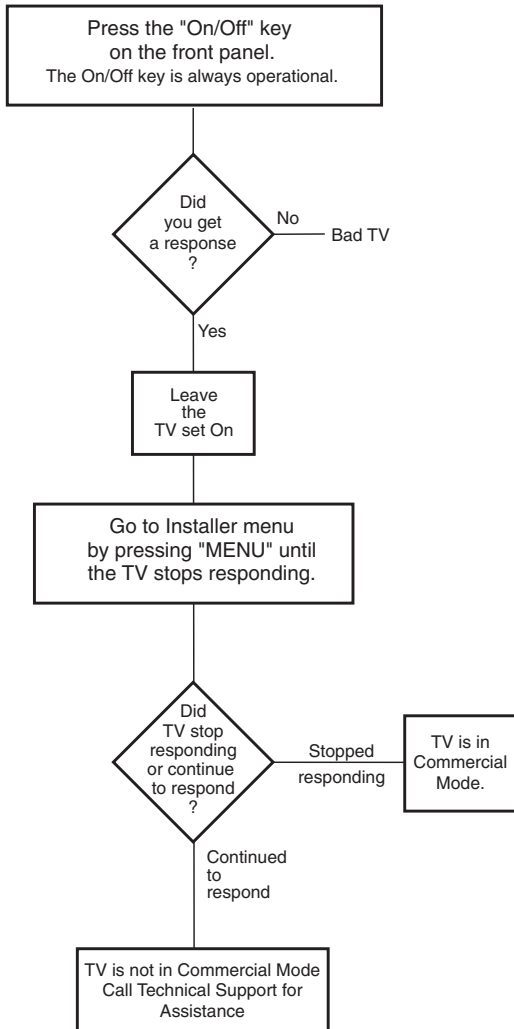 Press the "On/Off" key
on the front panel.
The On/Off key is always operational.
Did
you get
a response
?
No
Bad TV
Yes
Leave
the
TV set On
Go to Installer menu
by pressing "MENU" until
the TV stops responding.
Did
TV stop
responding
or continue
to respond
?
Stopped
responding
TV is in
Commercial
Mode.
Continued
to
respond
TV is not in Commercial Mode
Call Technical Support for
Assistance